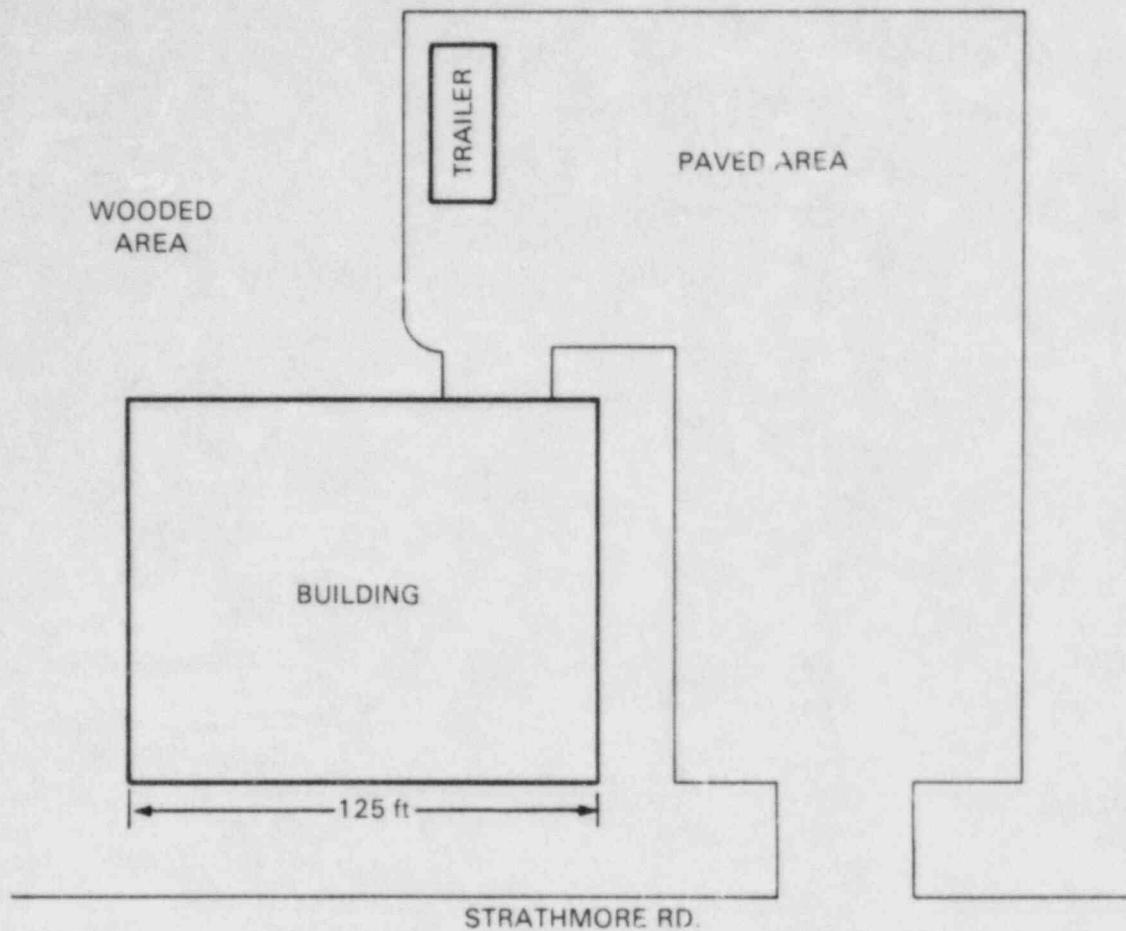 TRAILER
PAVED AREA
WOODED
AREA
BUILDING
125 ft
STRATHMORE RD.